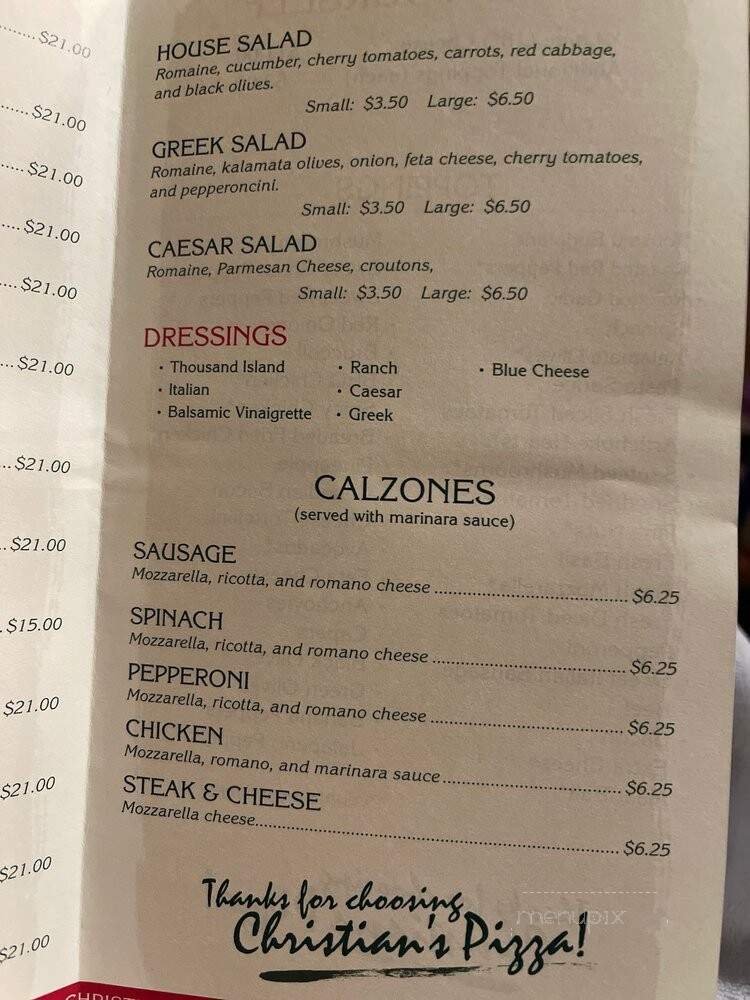 $21.00
$21.00
$21.00
$21.00
$21.00
$21.00
$21.00
$21.00
$15.00
$21.00
$21.00
$21.00
$21.00
HOUSE SALAD
Romaine, cucumber, cherry tomatoes, carrots, red cabbage,
and black olives.
Small: $3.50 Large: $6.50
GREEK SALAD
Romaine, kalamata olives, onion, feta cheese, cherry tomatoes,
and pepperoncini.
Small: $3.50 Large: $6.50
CAESAR SALAD
Romaine, Parmesan Cheese, croutons,
Small: $3.50 Large: $6.50
DRESSINGS
· Thousand Island · Ranch · Blue Cheese
· Italian · Caesar
· Balsamic Vinaigrette · Greek
CALZONES
(served with marinara sauce)
SAUSAGE
Mozzarella, ricotta, and romano cheese $6.25
SPINACH
Mozzarella, ricotta, and romano cheese $6.25
PEPPERONI
Mozzarella, ricotta, and romano cheese $6.25
CHICKEN
Mozzarella, romano, and marinara sauce $6.25
STEAK & CHEESE
Mozzarella cheese $6.25
Thanks for choosing
Christian's Pizza!
menupix